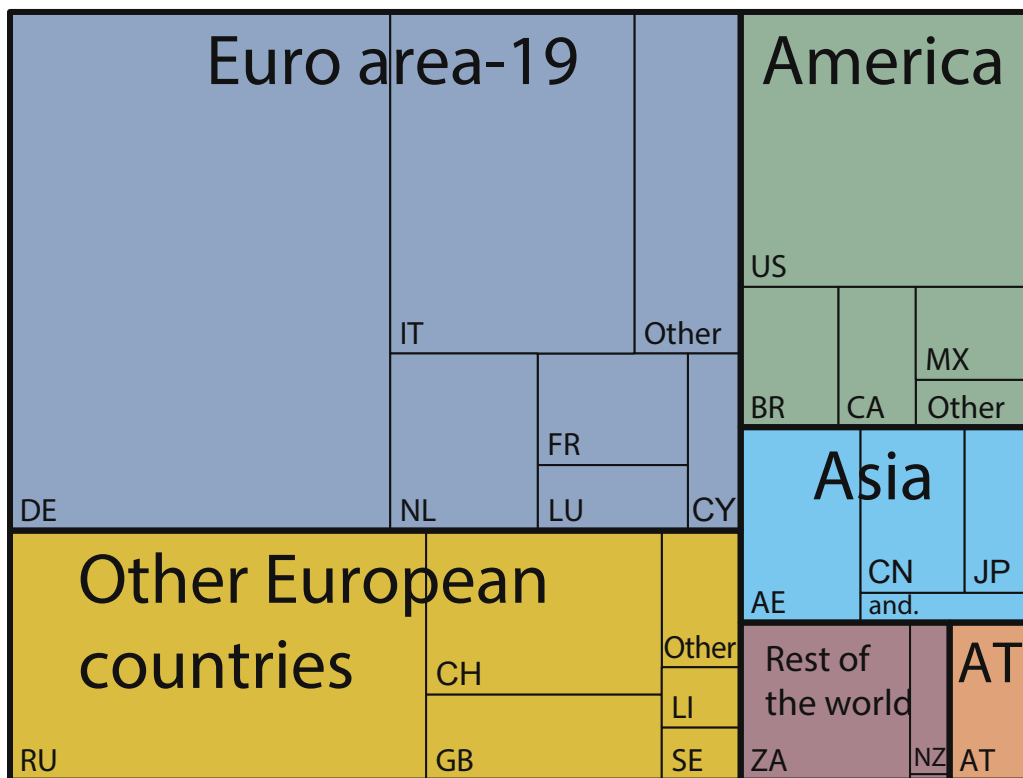 Euro area-19
DE
IT
Other
NL
FR
LU
CY
America
US
BR
CA
MX
Other
Asia
AE
CN
JP
and.
Other European
countries
RU
CH
GB
Other
LI
SE
Rest of
the world
ZA
NZ
AT
AT